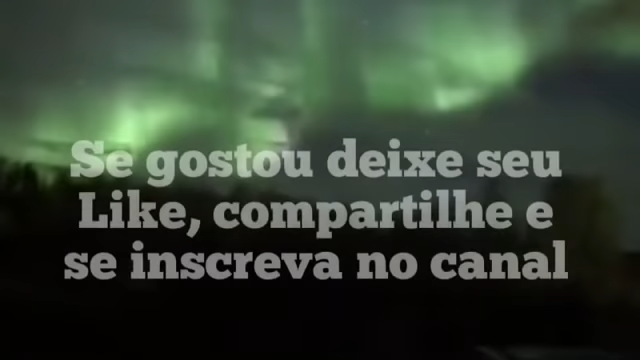 Se gostou deixe seu
Like, compartilhe e
se inscreva no canal